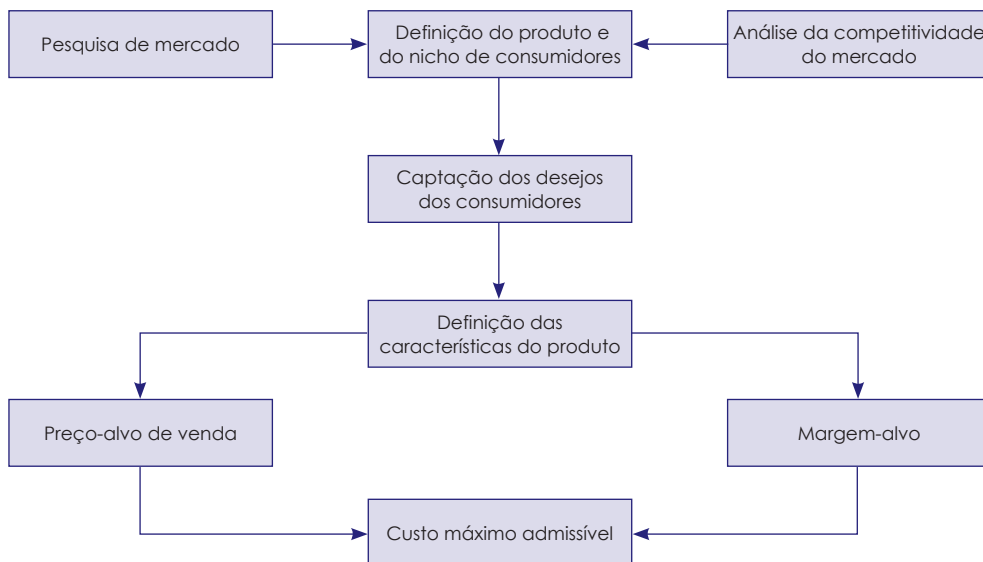 Pesquisa de mercado
Definição do produto e
do nicho de consumidores
Análise da competitividade
do mercado
Captação dos desejos
dos consumidores
Definição das
características do produto
Preço-alvo de venda
Margem-alvo
Custo máximo admissível